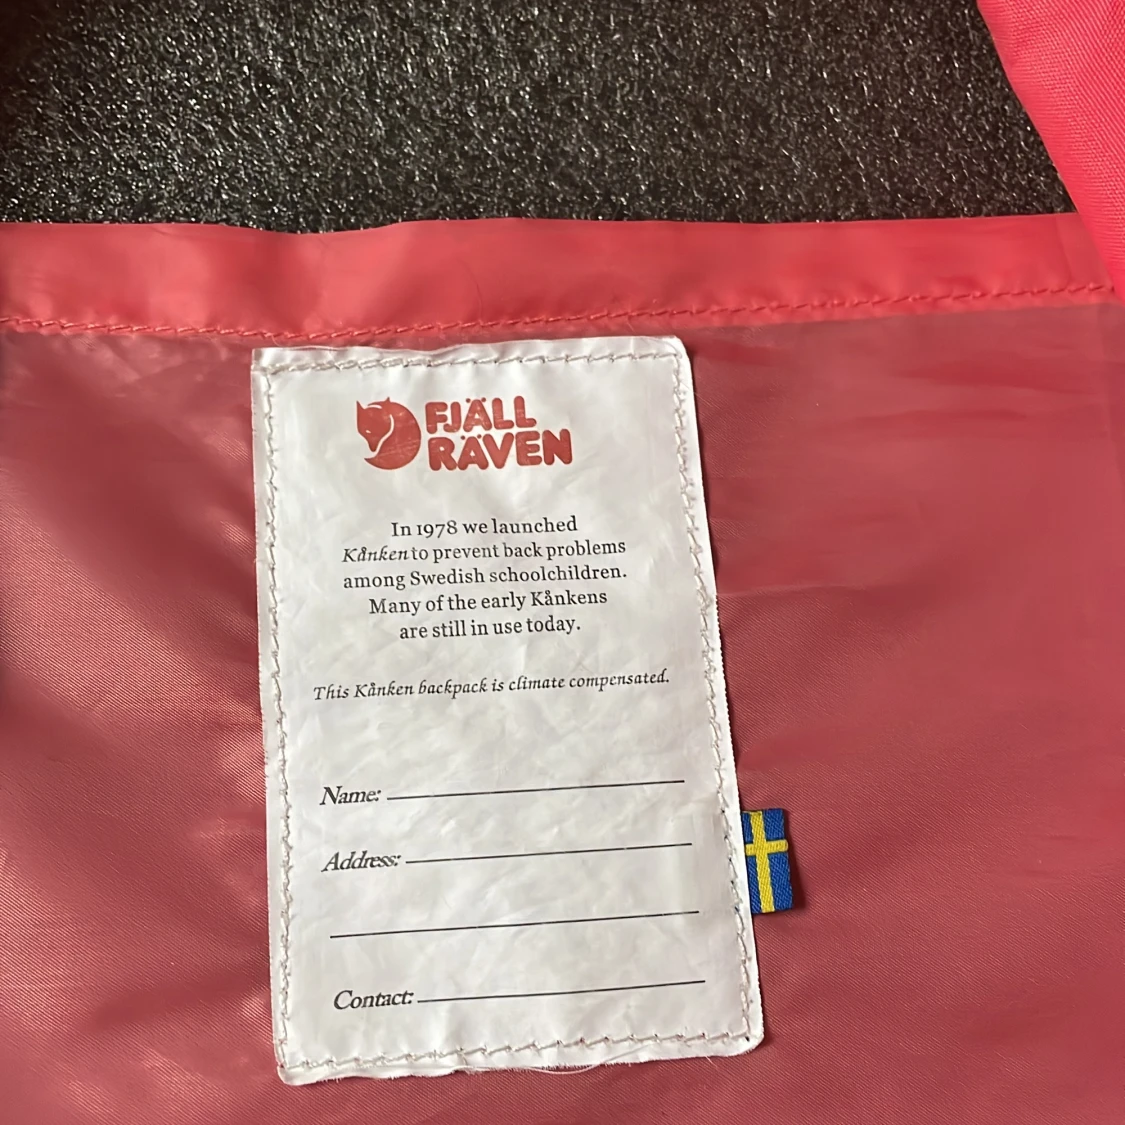 FJÄLL
RÄVEN
In 1978 we launched
Kånken to prevent back problems
among Swedish schoolchildren.
Many of the early Kånkens
are still in use today.
This Kånken backpack is climate compensated.
Name:
Address:
Contact: